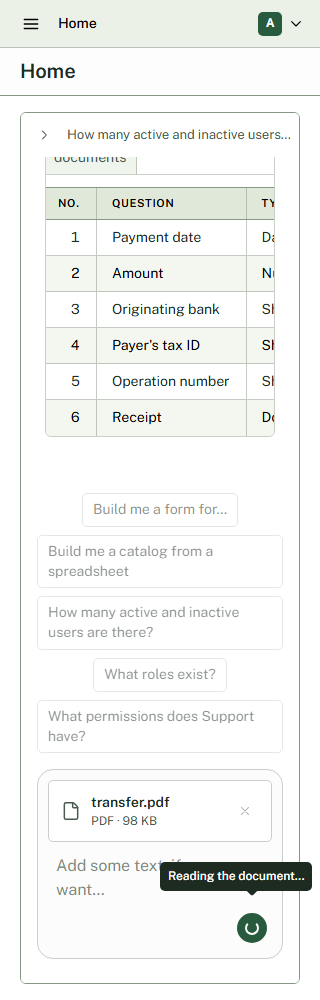 Home
A
Home
How many active and inactive users...
documents
NO. QUESTION
1 Payment date
2 Amount
3 Originating bank
4 Payer's tax ID
5 Operation number
6 Receipt
Build me a form for...
Build me a catalog from a
spreadsheet
How many active and inactive
users are there?
What roles exist?
What permissions does Support
have?
transfer.pdf
PDF · 98 KB
Add some text if
want...
Reading the document...